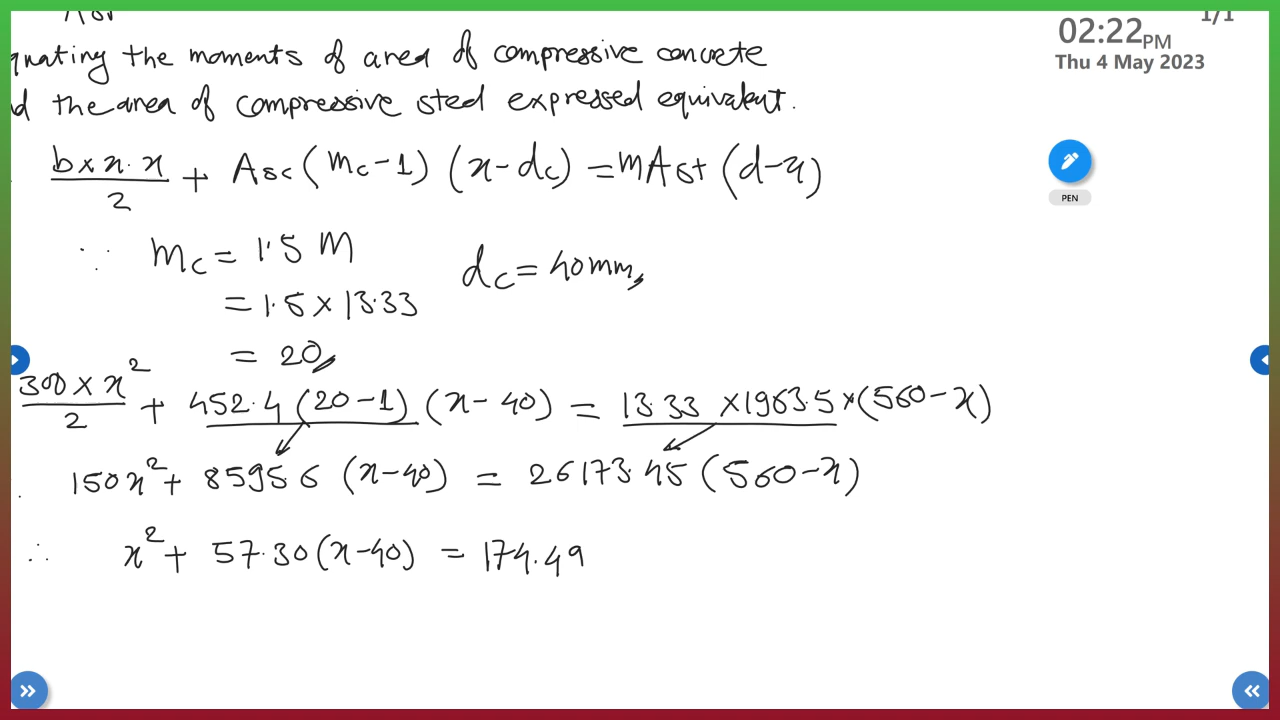 1/1
02:22PM
Thu 4 May 2023
PEN
quating the moments of area of compressive concrete
d the area of compressive steel expressed equivalent.
b×x·x/2 + Asc(mc-1)(x-dc) = mAst(d-x)
∵ mc = 1.5 m
dc = 40mm,
= 1.5 × 13.33
= 20,
300 × x²/2 + 452.4(20-1)(x-40) = 13.33 × 1963.5 × (560-x)
150x² + 8595.6 (x-40) = 26173.45 (560-x)
∴ x² + 57.30(x-40) = 174.49